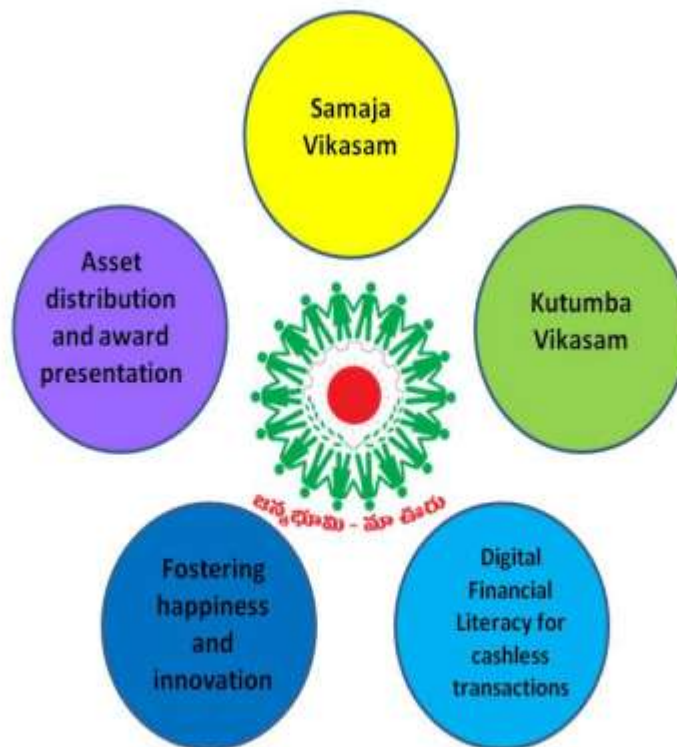 Samaja
Vikasam
Asset
distribution
and award
presentation
Kutumba
Vikasam
జన్మభూమి - మా ఊరు
Fostering
happiness
and
innovation
Digital
Financial
Literacy for
cashless
transactions